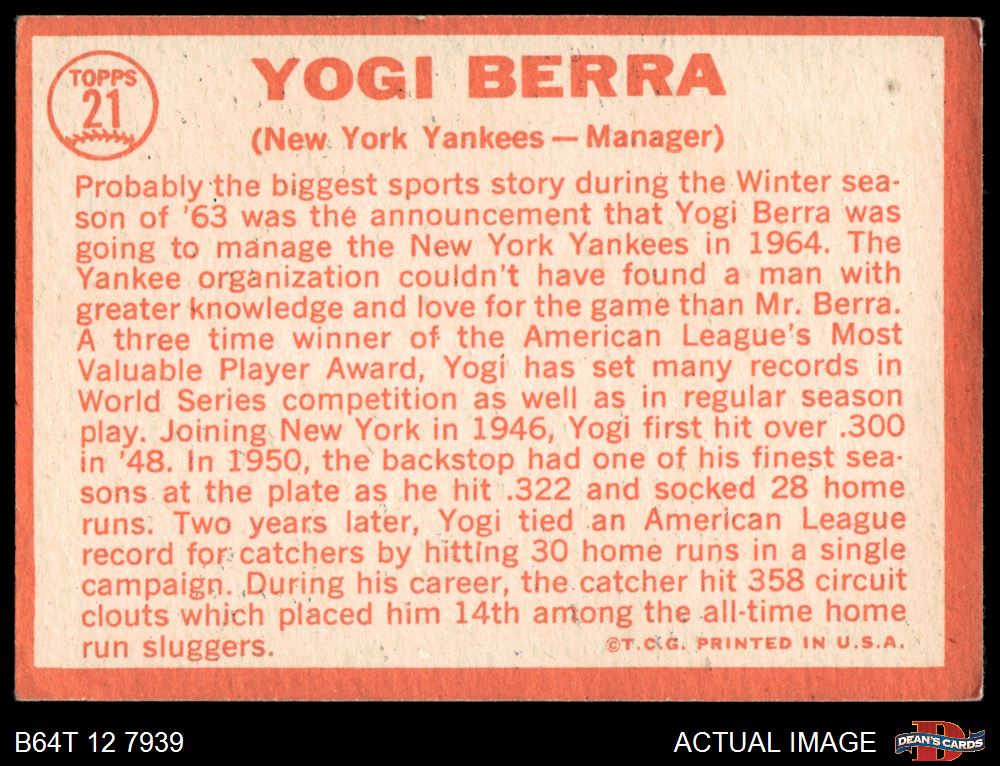 TOPPS
21
YOGI BERRA
(New York Yankees — Manager)
Probably the biggest sports story during the Winter sea-
son of '63 was the announcement that Yogi Berra was
going to manage the New York Yankees in 1964. The
Yankee organization couldn't have found a man with
greater knowledge and love for the game than Mr. Berra.
A three time winner of the American League's Most
Valuable Player Award, Yogi has set many records in
World Series competition as well as in regular season
play. Joining New York in 1946, Yogi first hit over .300
in '48. In 1950, the backstop had one of his finest sea-
sons at the plate as he hit .322 and socked 28 home
runs. Two years later, Yogi tied an American League
record for catchers by hitting 30 home runs in a single
campaign. During his career, the catcher hit 358 circuit
clouts which placed him 14th among the all-time home
run sluggers.
©T.C.G. PRINTED IN U.S.A.
B64T 12 7939
ACTUAL IMAGE
D
DEAN'S CARDS